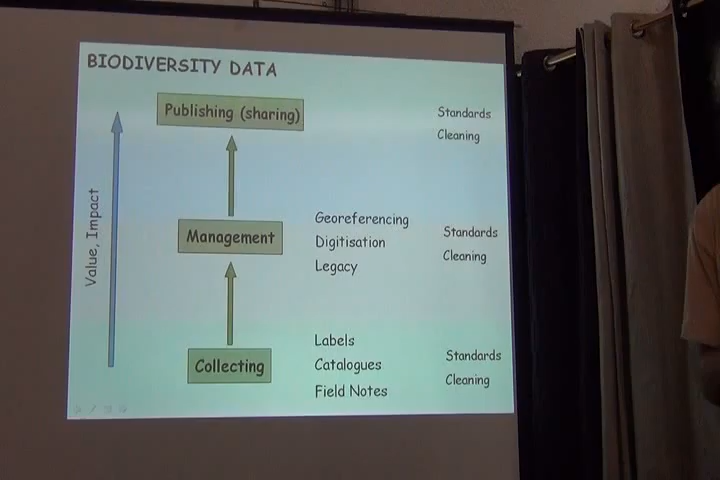 BIODIVERSITY DATA
Publishing (sharing)
Standards
Cleaning
Value, Impact
Management
Georeferencing
Digitisation
Legacy
Standards
Cleaning
Collecting
Labels
Catalogues
Field Notes
Standards
Cleaning